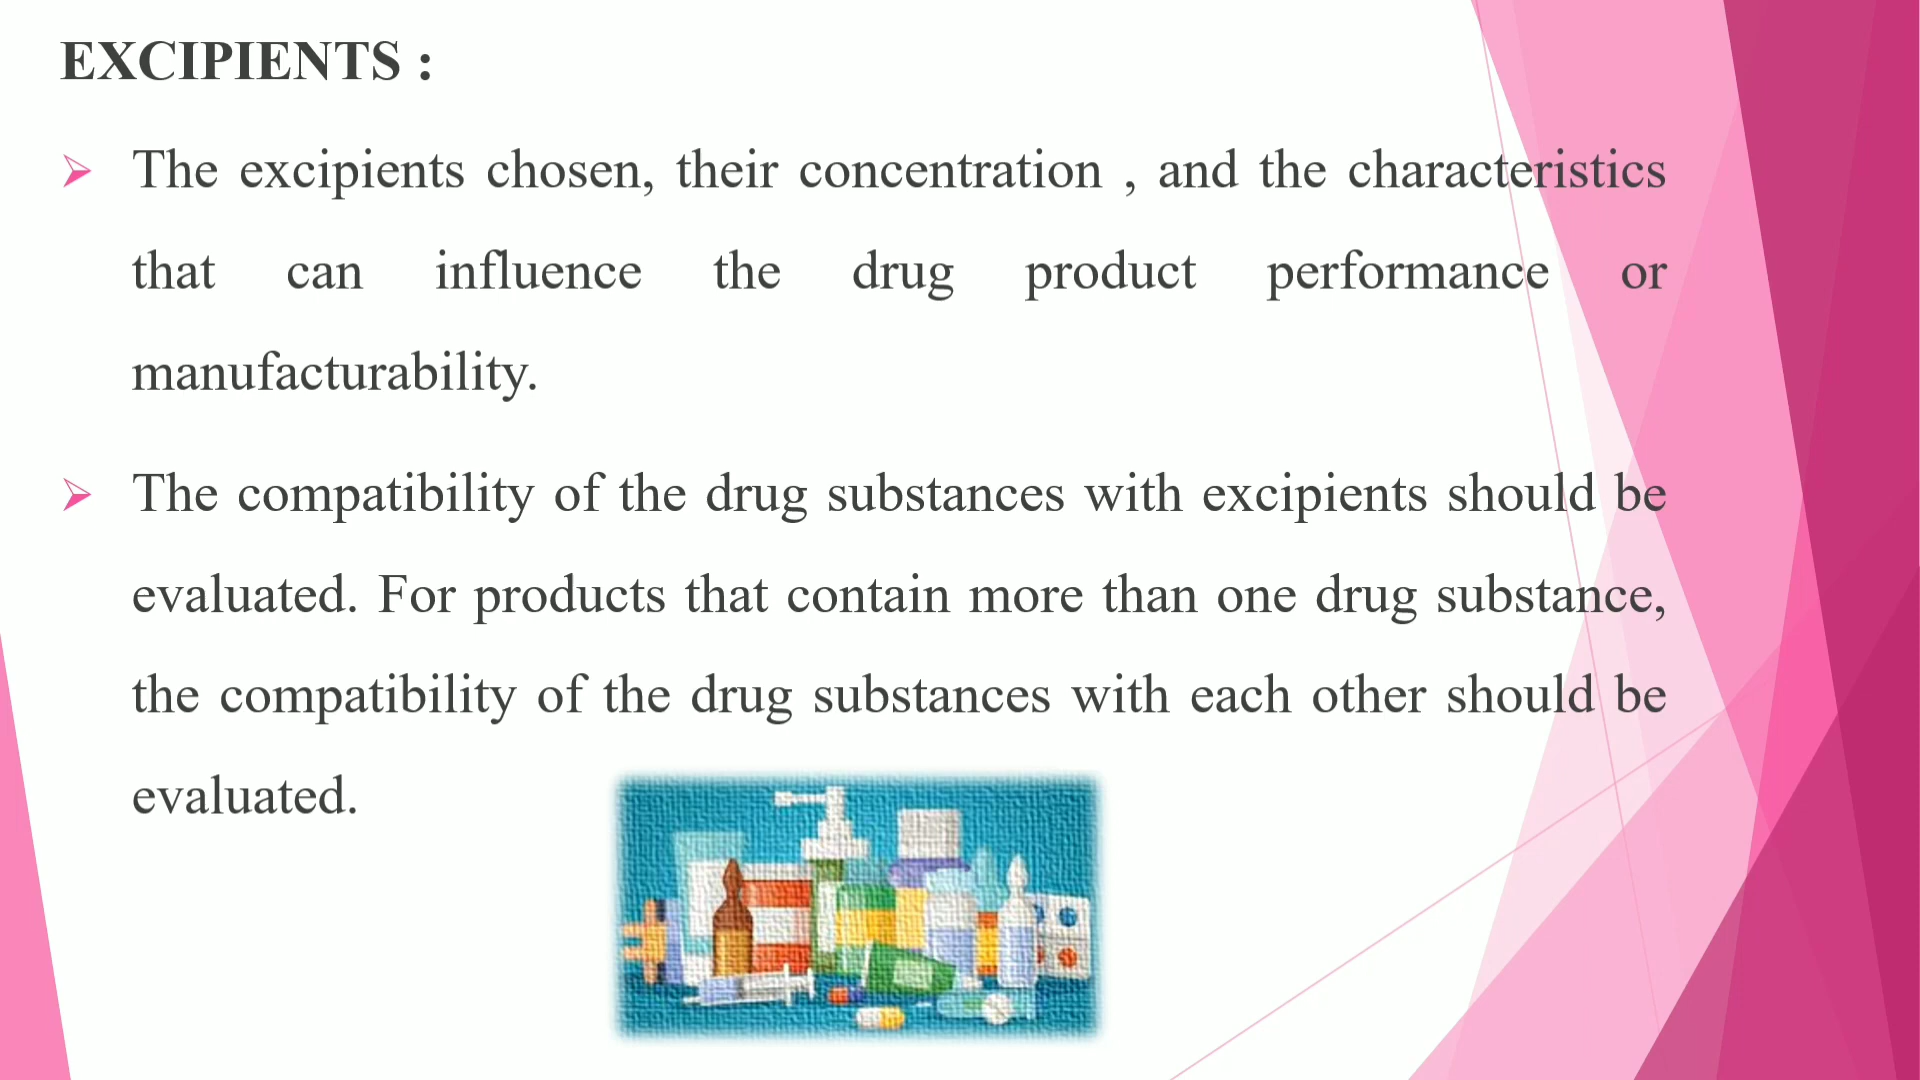 EXCIPIENTS :
The excipients chosen, their concentration , and the characteristics
that can influence the drug product performance or
manufacturability.
The compatibility of the drug substances with excipients should be
evaluated. For products that contain more than one drug substance,
the compatibility of the drug substances with each other should be
evaluated.